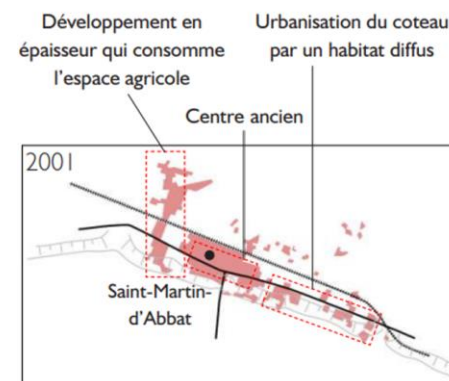 Développement en
épaisseur qui consomme
l'espace agricole
Urbanisation du coteau
par un habitat diffus
Centre ancien
2001
Saint-Martin-
d'Abbat